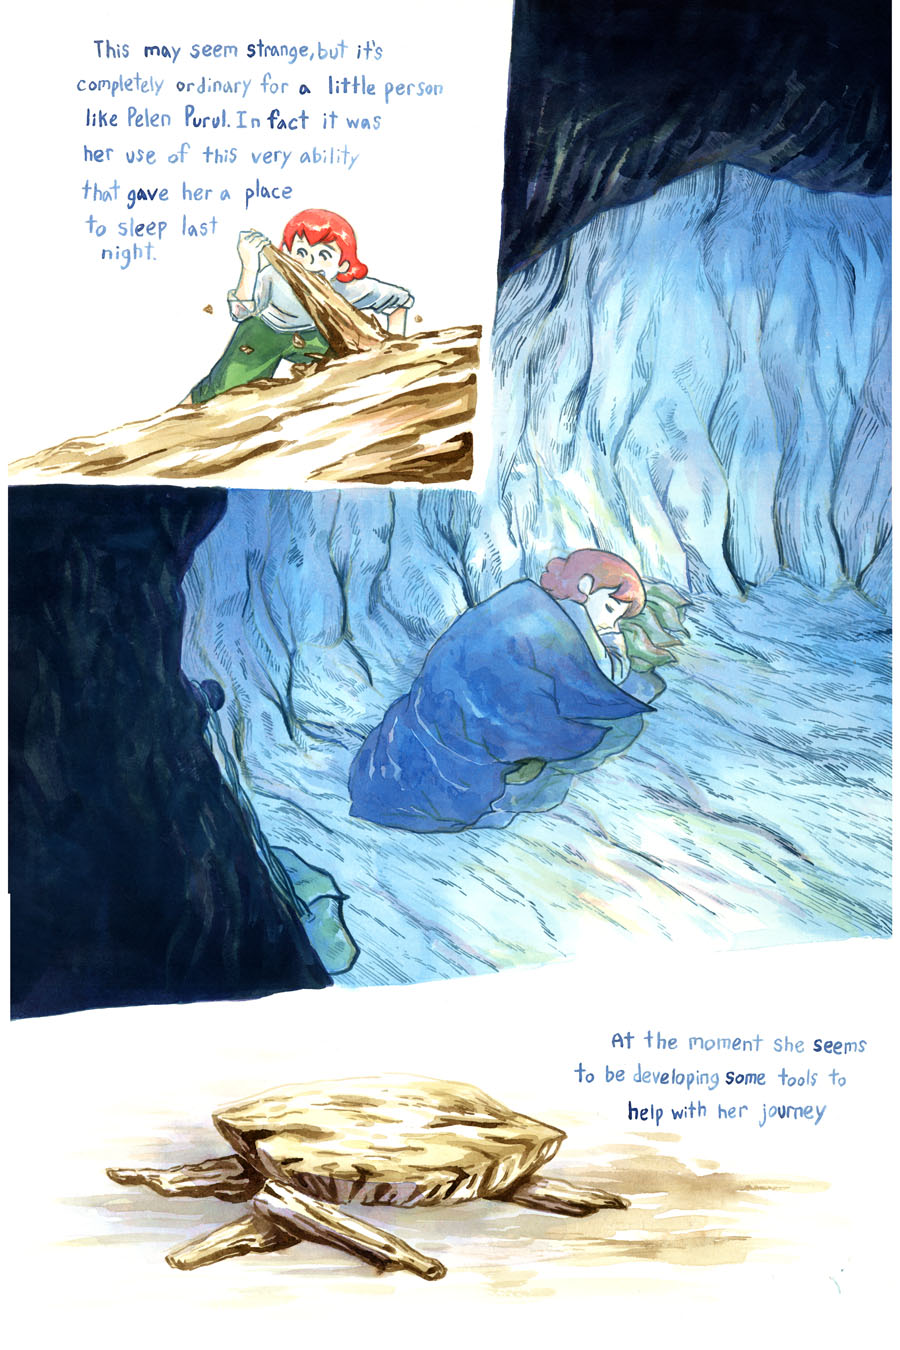 This may seem strange, but it's
completely ordinary for a little person
like Pelen Purul. In fact it was
her use of this very ability
that gave her a place
to sleep last
night.
At the moment she seems
to be developing some tools to
help with her journey